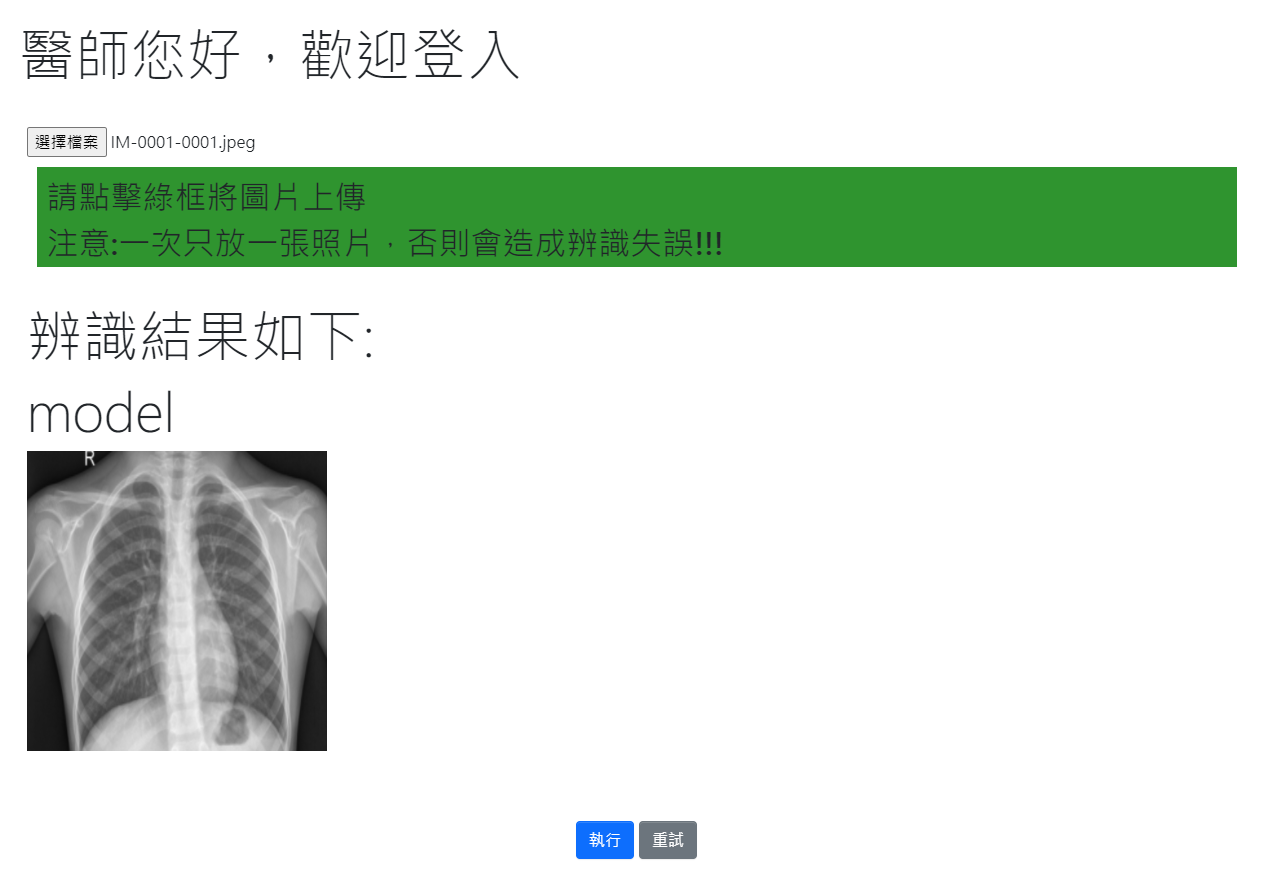 醫師您好，歡迎登入
選擇檔案 IM-0001-0001.jpeg
請點擊綠框將圖片上傳
注意:一次只放一張照片，否則會造成辨識失誤!!!
辨識結果如下:
model
R
執行 重試